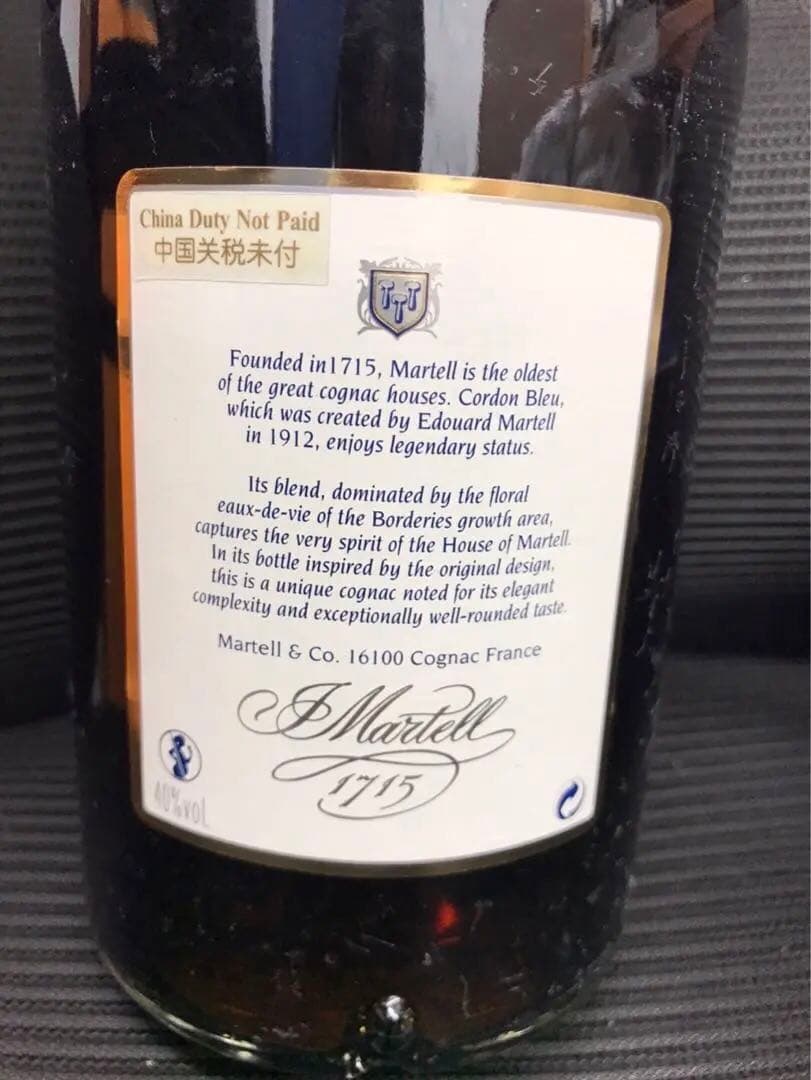 China Duty Not Paid
中国关税未付
TTT
Founded in1715, Martell is the oldest
of the great cognac houses. Cordon Bleu,
which was created by Edouard Martell
in 1912, enjoys legendary status.
Its blend, dominated by the floral
eaux-de-vie of the Borderies growth area,
captures the very spirit of the House of Martell.
In its bottle inspired by the original design,
this is a unique cognac noted for its elegant
complexity and exceptionally well-rounded taste.
Martell & Co. 16100 Cognac France
J Martell
1715
40%vol